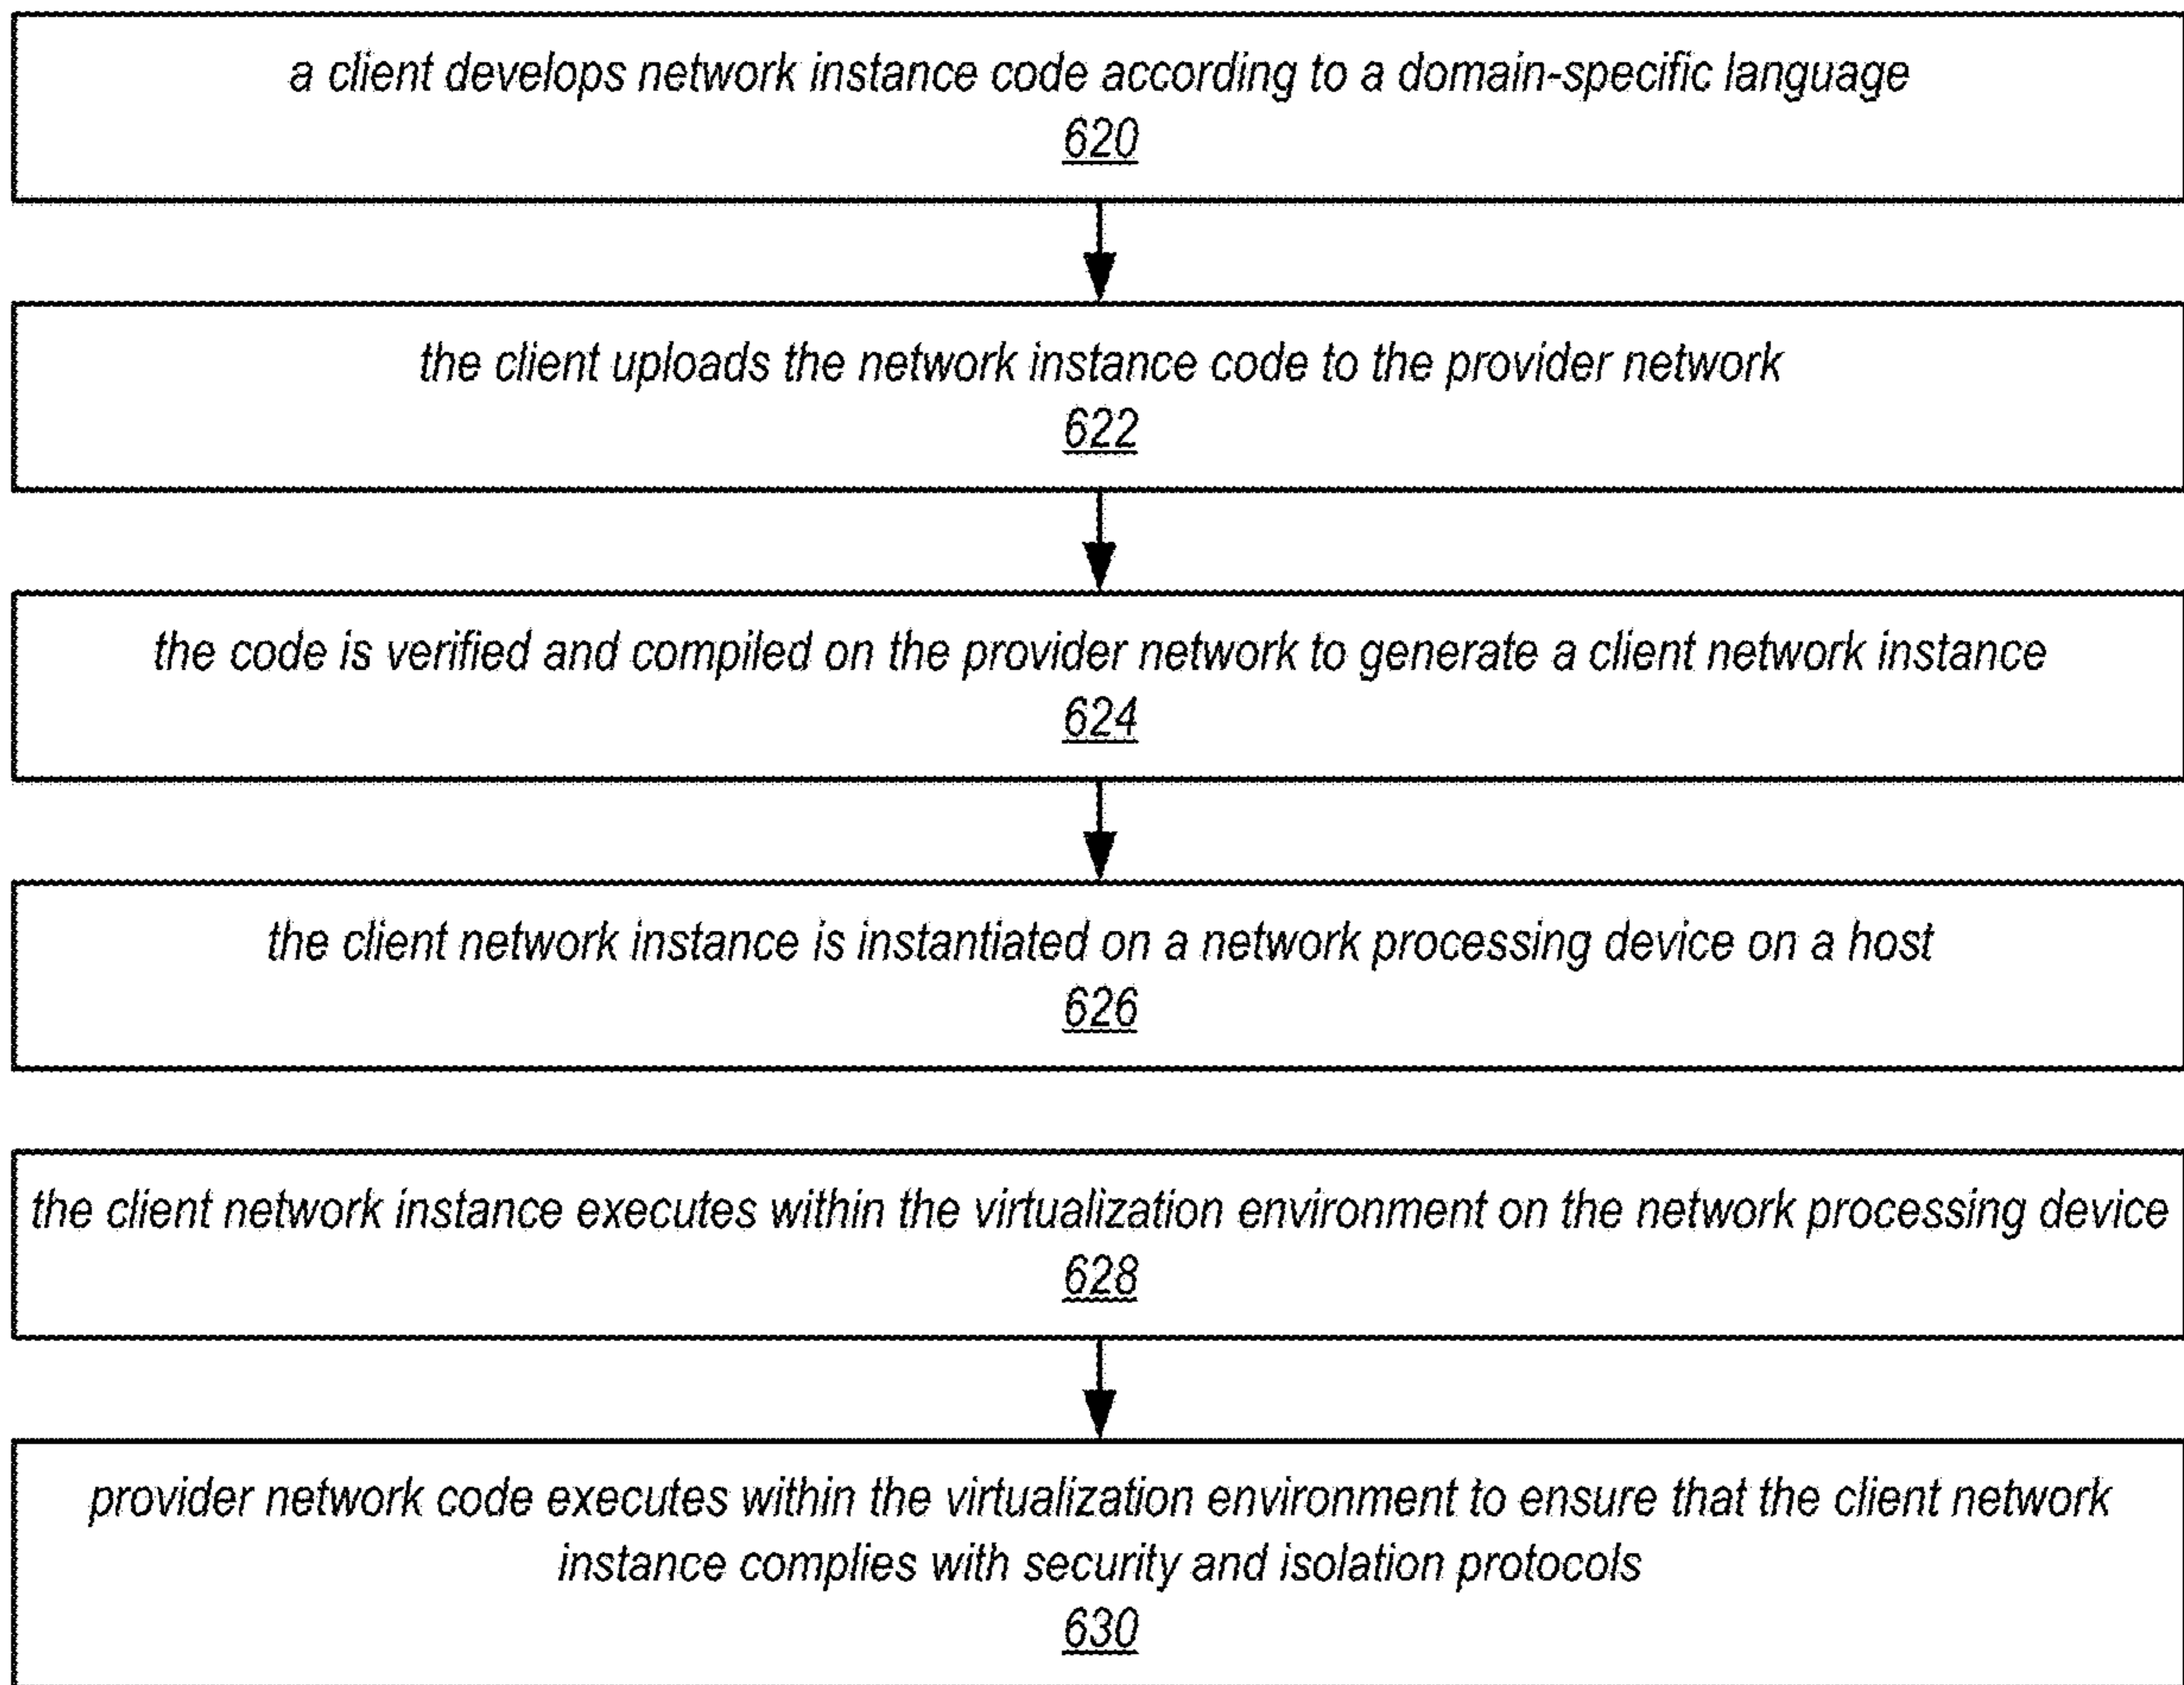 a client develops network instance code according to a domain-specific language
620
the client uploads the network instance code to the provider network
622
the code is verified and compiled on the provider network to generate a client network instance
624
the client network instance is instantiated on a network processing device on a host
626
the client network instance executes within the virtualization environment on the network processing device
628
provider network code executes within the virtualization environment to ensure that the client network
instance complies with security and isolation protocols
630